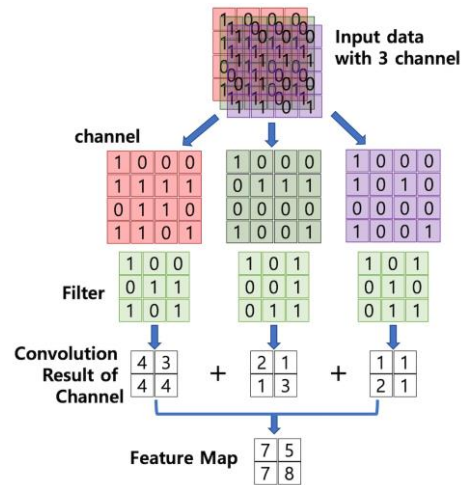 Input data
with 3 channel
channel
1 0 0 0 1 0 0 0 1 0 0 0
1 1 1 1 0 1 1 1 1 0 1 0
0 1 1 0 0 0 0 0 0 0 0 0
1 1 0 1 1 0 0 1 1 1 0 1
Filter
1 0 0 1 0 1 1 0 1
0 1 1 0 0 1 0 1 0
1 0 1 0 1 1 0 1 1
Convolution
Result of
Channel
4 3 + 2 1 + 1 1
4 4 1 3 2 1
Feature Map
7 5
7 8